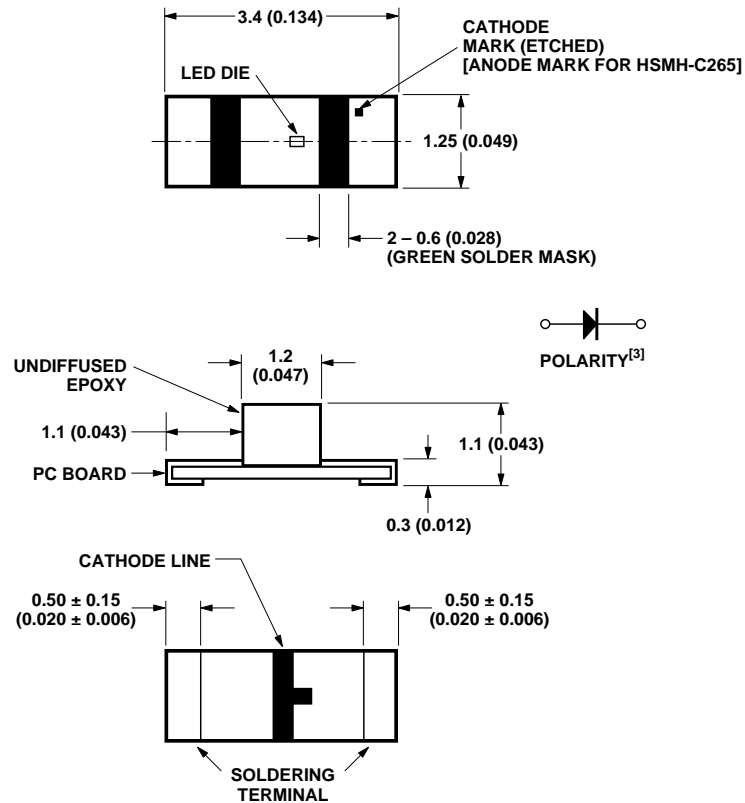 3.4 (0.134)
CATHODE
MARK (ETCHED)
[ANODE MARK FOR HSMH-C265]
LED DIE
1.25 (0.049)
2 – 0.6 (0.028)
(GREEN SOLDER MASK)
POLARITY[3]
UNDIFFUSED
EPOXY
1.2
(0.047)
1.1 (0.043)
1.1 (0.043)
PC BOARD
0.3 (0.012)
CATHODE LINE
0.50 ± 0.15
(0.020 ± 0.006)
0.50 ± 0.15
(0.020 ± 0.006)
SOLDERING
TERMINAL